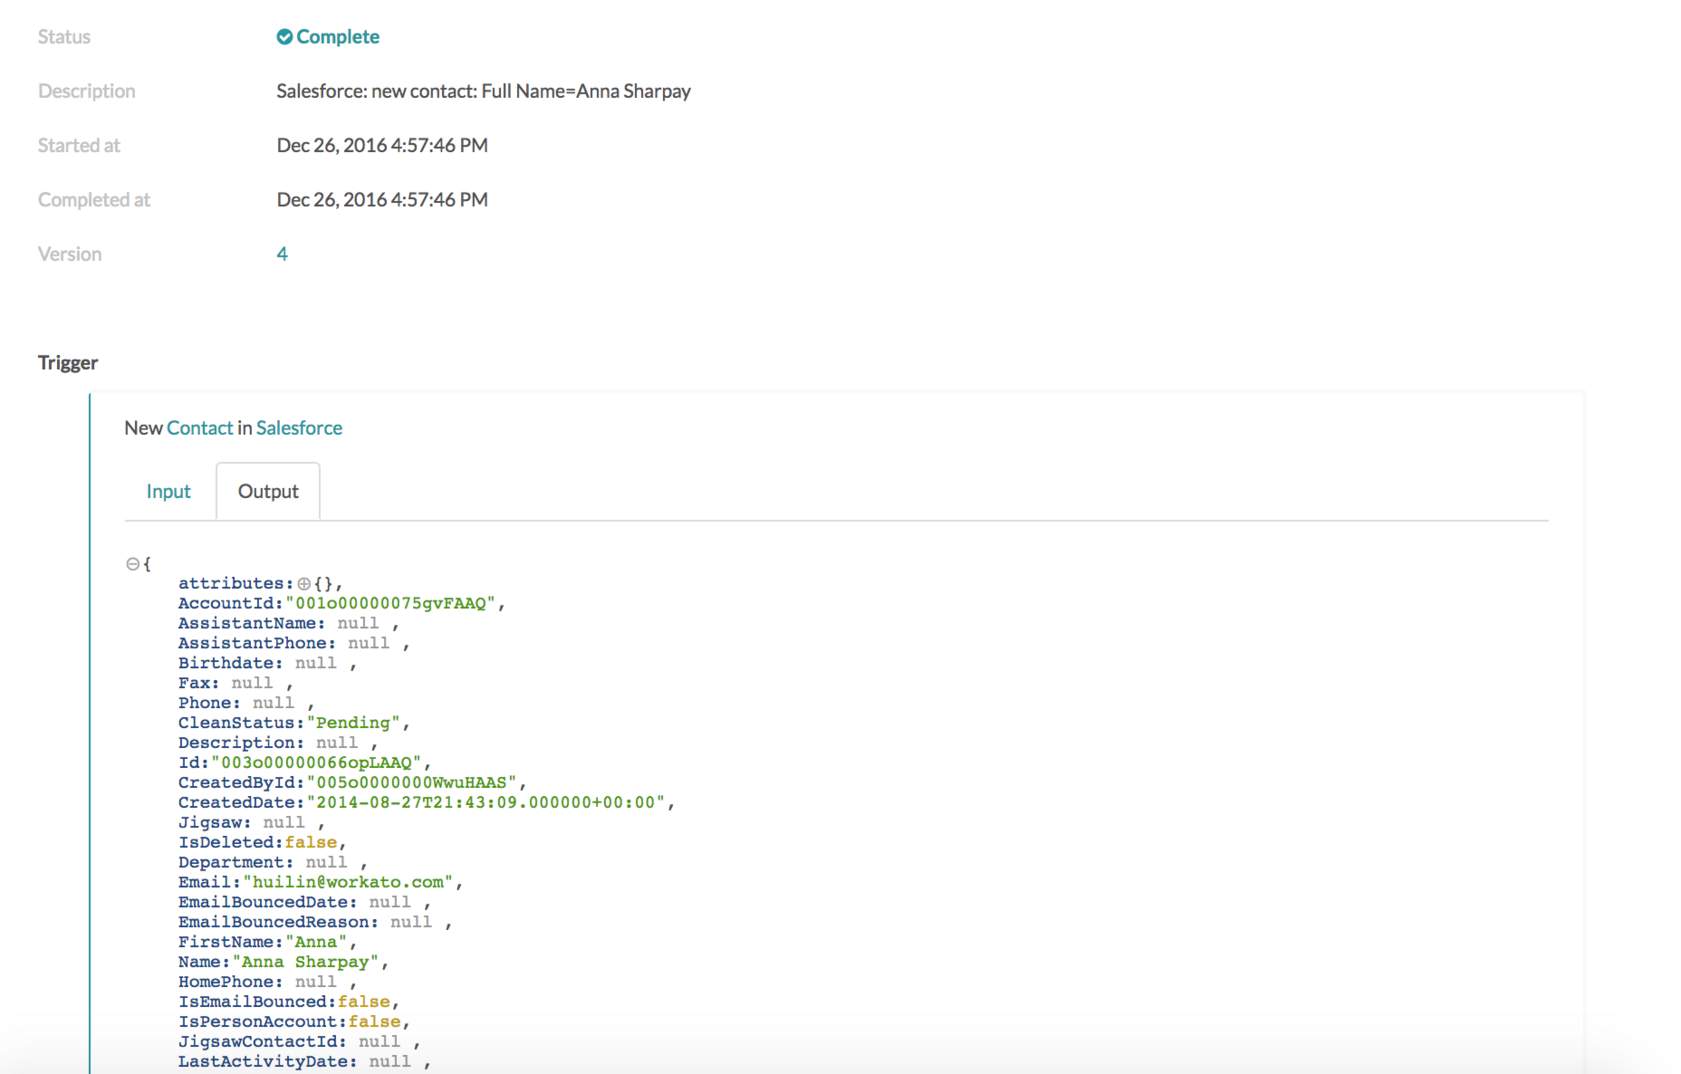 Status Complete
Description Salesforce: new contact: Full Name=Anna Sharpay
Started at Dec 26, 2016 4:57:46 PM
Completed at Dec 26, 2016 4:57:46 PM
Version 4
Trigger
New Contact in Salesforce
Input Output
{
attributes:{},
AccountId:"001o00000075gvFAAQ",
AssistantName: null ,
AssistantPhone: null ,
Birthdate: null ,
Fax: null ,
Phone: null ,
CleanStatus:"Pending",
Description: null ,
Id:"003o00000066opLAAQ",
CreatedById:"005o0000000WwuHAAS",
CreatedDate:"2014-08-27T21:43:09.000000+00:00",
Jigsaw: null ,
IsDeleted:false,
Department: null ,
Email:"huilin@workato.com",
EmailBouncedDate: null ,
EmailBouncedReason: null ,
FirstName:"Anna",
Name:"Anna Sharpay",
HomePhone: null ,
IsEmailBounced:false,
IsPersonAccount:false,
JigsawContactId: null ,
LastActivityDate: null ,